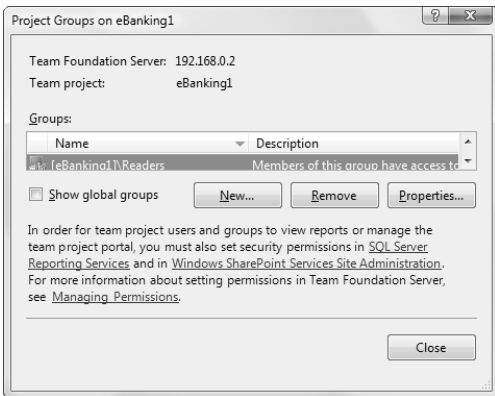 Project Groups on eBanking1
Team Foundation Server: 192.168.0.2
Team project: eBanking1
Groups:
Name Description
[eBanking1]\Readers Members of this group have access to
Show global groups New... Remove Properties...
In order for team project users and groups to view reports or manage the
team project portal, you must also set security permissions in SQL Server
Reporting Services and in Windows SharePoint Services Site Administration.
For more information about setting permissions in Team Foundation Server,
see Managing Permissions.
Close